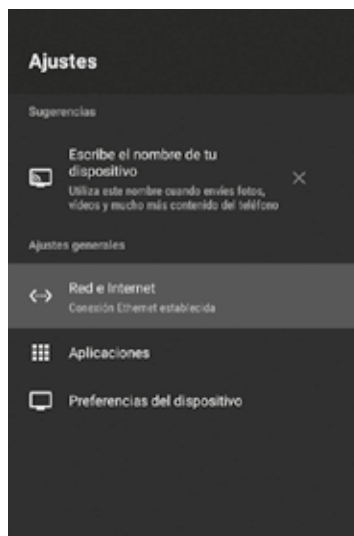 Ajustes
Sugerencias
Escribe el nombre de tu
dispositivo
Utiliza este nombre cuando envíes fotos,
vídeos y mucho más contenido del teléfono
Ajustes generales
Red e Internet
Conexión Ethernet establecida
Aplicaciones
Preferencias del dispositivo